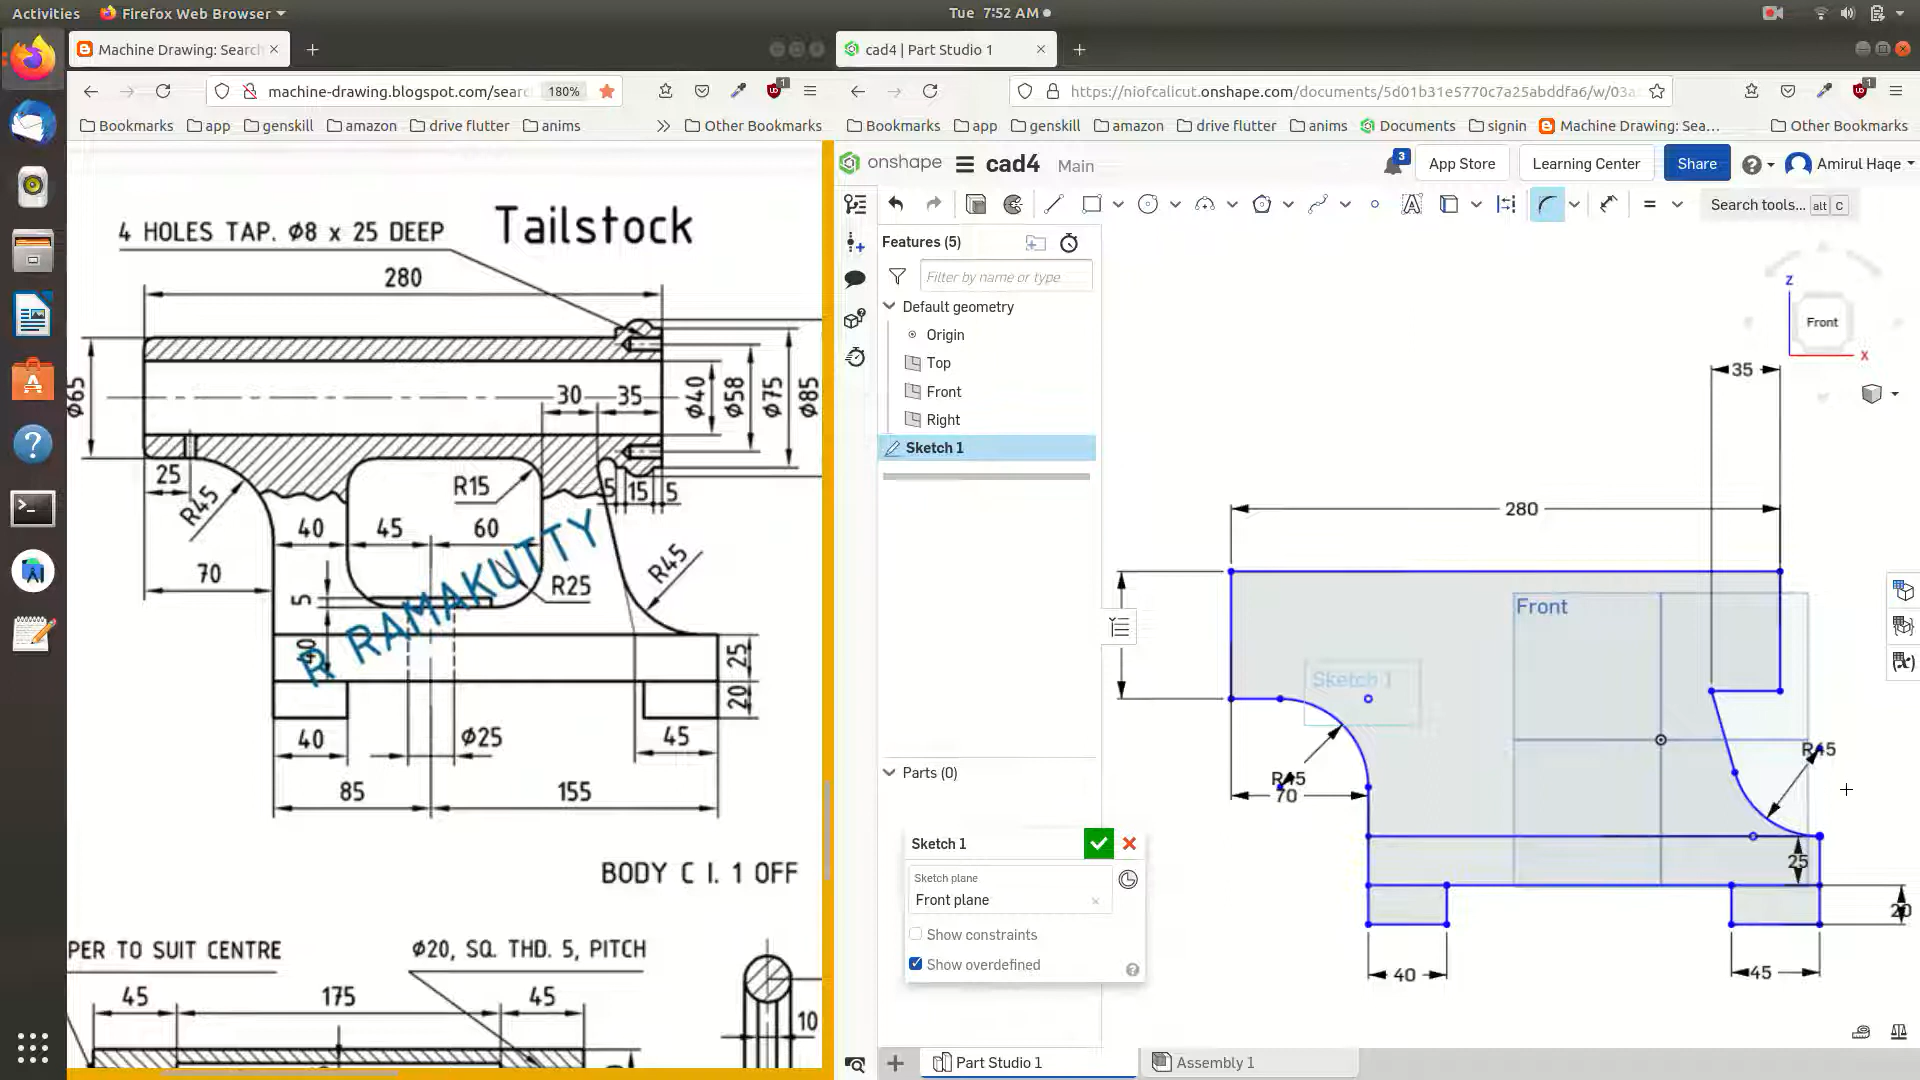 Activities
Firefox Web Browser
Tue 7:52 AM
Machine Drawing: Search
cad4 | Part Studio 1
machine-drawing.blogspot.com/sear
180%
1
https://niofcalicut.onshape.com/documents/5d01b31e5770c7a25abddfa6/w/03a
1
Bookmarks
app
genskill
amazon
drive flutter
anims
Other Bookmarks
Bookmarks
app
genskill
amazon
drive flutter
anims
Documents
signin
Machine Drawing: Sea...
Other Bookmarks
onshape
cad4
Main
3
App Store
Learning Center
Share
Amirul Haqe
Search tools...
alt
C
Features (5)
Filter by name or type
Default geometry
Origin
Top
Front
Right
Sketch 1
Parts (0)
Sketch 1
Sketch plane
Front plane
Show constraints
Show overdefined
Part Studio 1
Assembly 1
4 HOLES TAP. Ø8 x 25 DEEP
Tailstock
280
Ø65
30
35
Ø40
Ø58
Ø75
Ø85
25
R45
R15
5
15
5
40
45
60
R45
70
R25
5
40
R RAMAKUTTY
25
20
40
Ø25
45
85
155
BODY C I. 1 OFF
PER TO SUIT CENTRE
Ø20, SQ. THD. 5, PITCH
45
175
45
10
Z
Front
X
35
280
Front
Sketch 1
R45
R45
70
25
20
40
45